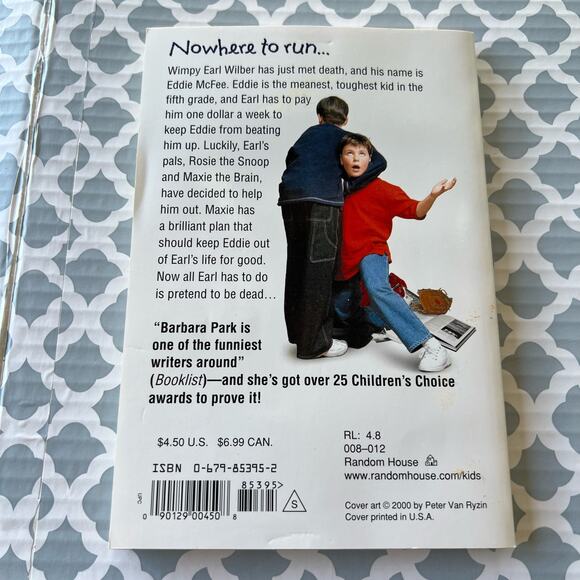 Nowhere to run...
Wimpy Earl Wilber has just met death, and his name is
Eddie McFee. Eddie is the meanest, toughest kid in the
fifth grade, and Earl has to pay
him one dollar a week to
keep Eddie from beating
him up. Luckily, Earl's
pals, Rosie the Snoop
and Maxie the Brain,
have decided to help
him out. Maxie has
a brilliant plan that
should keep Eddie out
of Earl's life for good.
Now all Earl has to do
is pretend to be dead...
"Barbara Park is
one of the funniest
writers around"
(Booklist)—and she's got over 25 Children's Choice
awards to prove it!
$4.50 U.S. $6.99 CAN.
ISBN 0-679-85395-2
85395>
UPC
0 90129 00450 8
S
RL: 4.8
008–012
Random House
www.randomhouse.com/kids
Cover art © 2000 by Peter Van Ryzin
Cover printed in U.S.A.